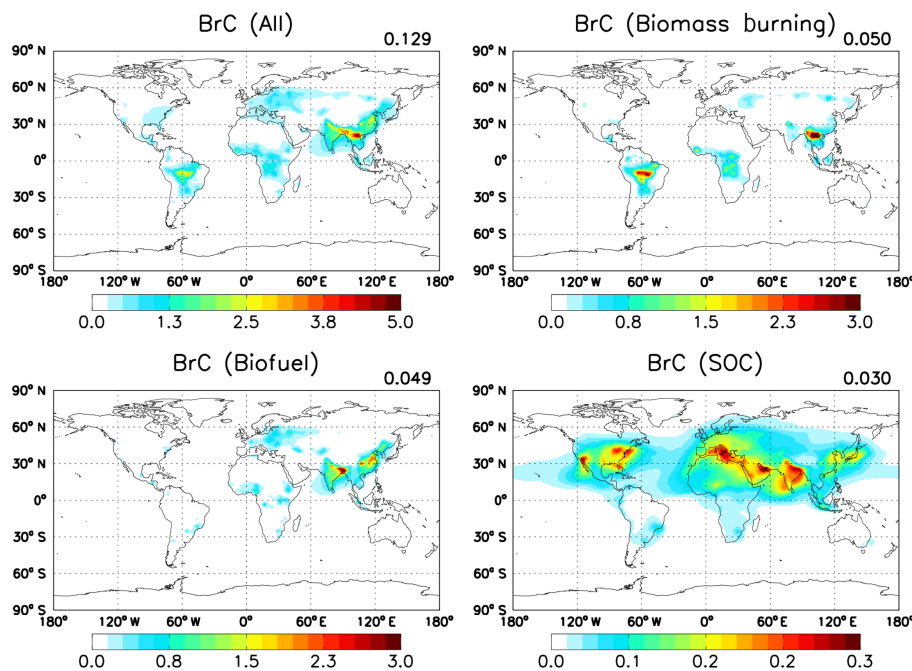 BrC (All)
0.129
90° N
60° N
30° N
0°
30° S
60° S
90° S
180° 120° W 60° W 0° 60° E 120° E 180°
0.0 1.3 2.5 3.8 5.0
BrC (Biomass burning)
0.050
90° N
60° N
30° N
0°
30° S
60° S
90° S
180° 120° W 60° W 0° 60° E 120° E 180°
0.0 0.8 1.5 2.3 3.0
BrC (Biofuel)
0.049
90° N
60° N
30° N
0°
30° S
60° S
90° S
180° 120° W 60° W 0° 60° E 120° E 180°
0.0 0.8 1.5 2.3 3.0
BrC (SOC)
0.030
90° N
60° N
30° N
0°
30° S
60° S
90° S
180° 120° W 60° W 0° 60° E 120° E 180°
0.0 0.1 0.2 0.2 0.3